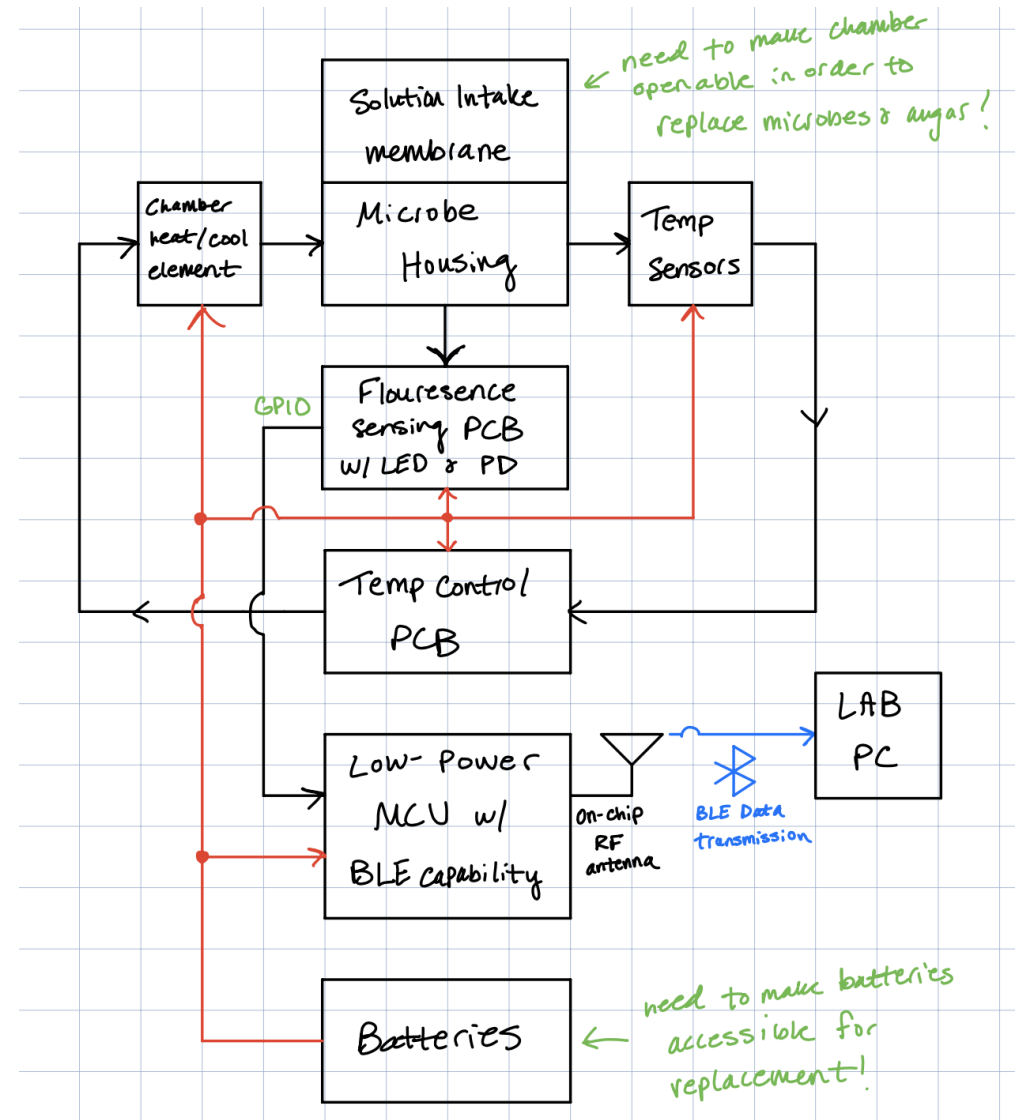 need to make chamber
openable in order to
replace microbes & augar!
Solution Intake
membrane
Chamber
heat/cool
element
Microbe
Housing
Temp
Sensors
GPIO
Flouresence
sensing PCB
w/ LED & PD
Temp Control
PCB
Low-Power
MCU w/
BLE capability
on-chip
RF
antenna
BLE Data
transmission
LAB
PC
Batteries
need to make batteries
accessible for
replacement!